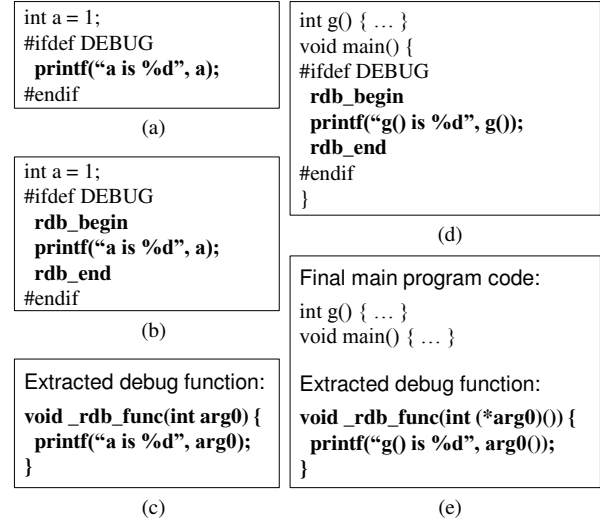 int a = 1;
#ifdef DEBUG
printf(“a is %d”, a);
#endif
(a)
int a = 1;
#ifdef DEBUG
rdb_begin
printf(“a is %d”, a);
rdb_end
#endif
(b)
Extracted debug function:
void _rdb_func(int arg0) {
printf(“a is %d”, arg0);
}
(c)
int g() { … }
void main() {
#ifdef DEBUG
rdb_begin
printf(“g() is %d”, g());
rdb_end
#endif
}
(d)
Final main program code:
int g() { … }
void main() { … }
Extracted debug function:
void _rdb_func(int (*arg0)()) {
printf(“g() is %d”, arg0());
}
(e)